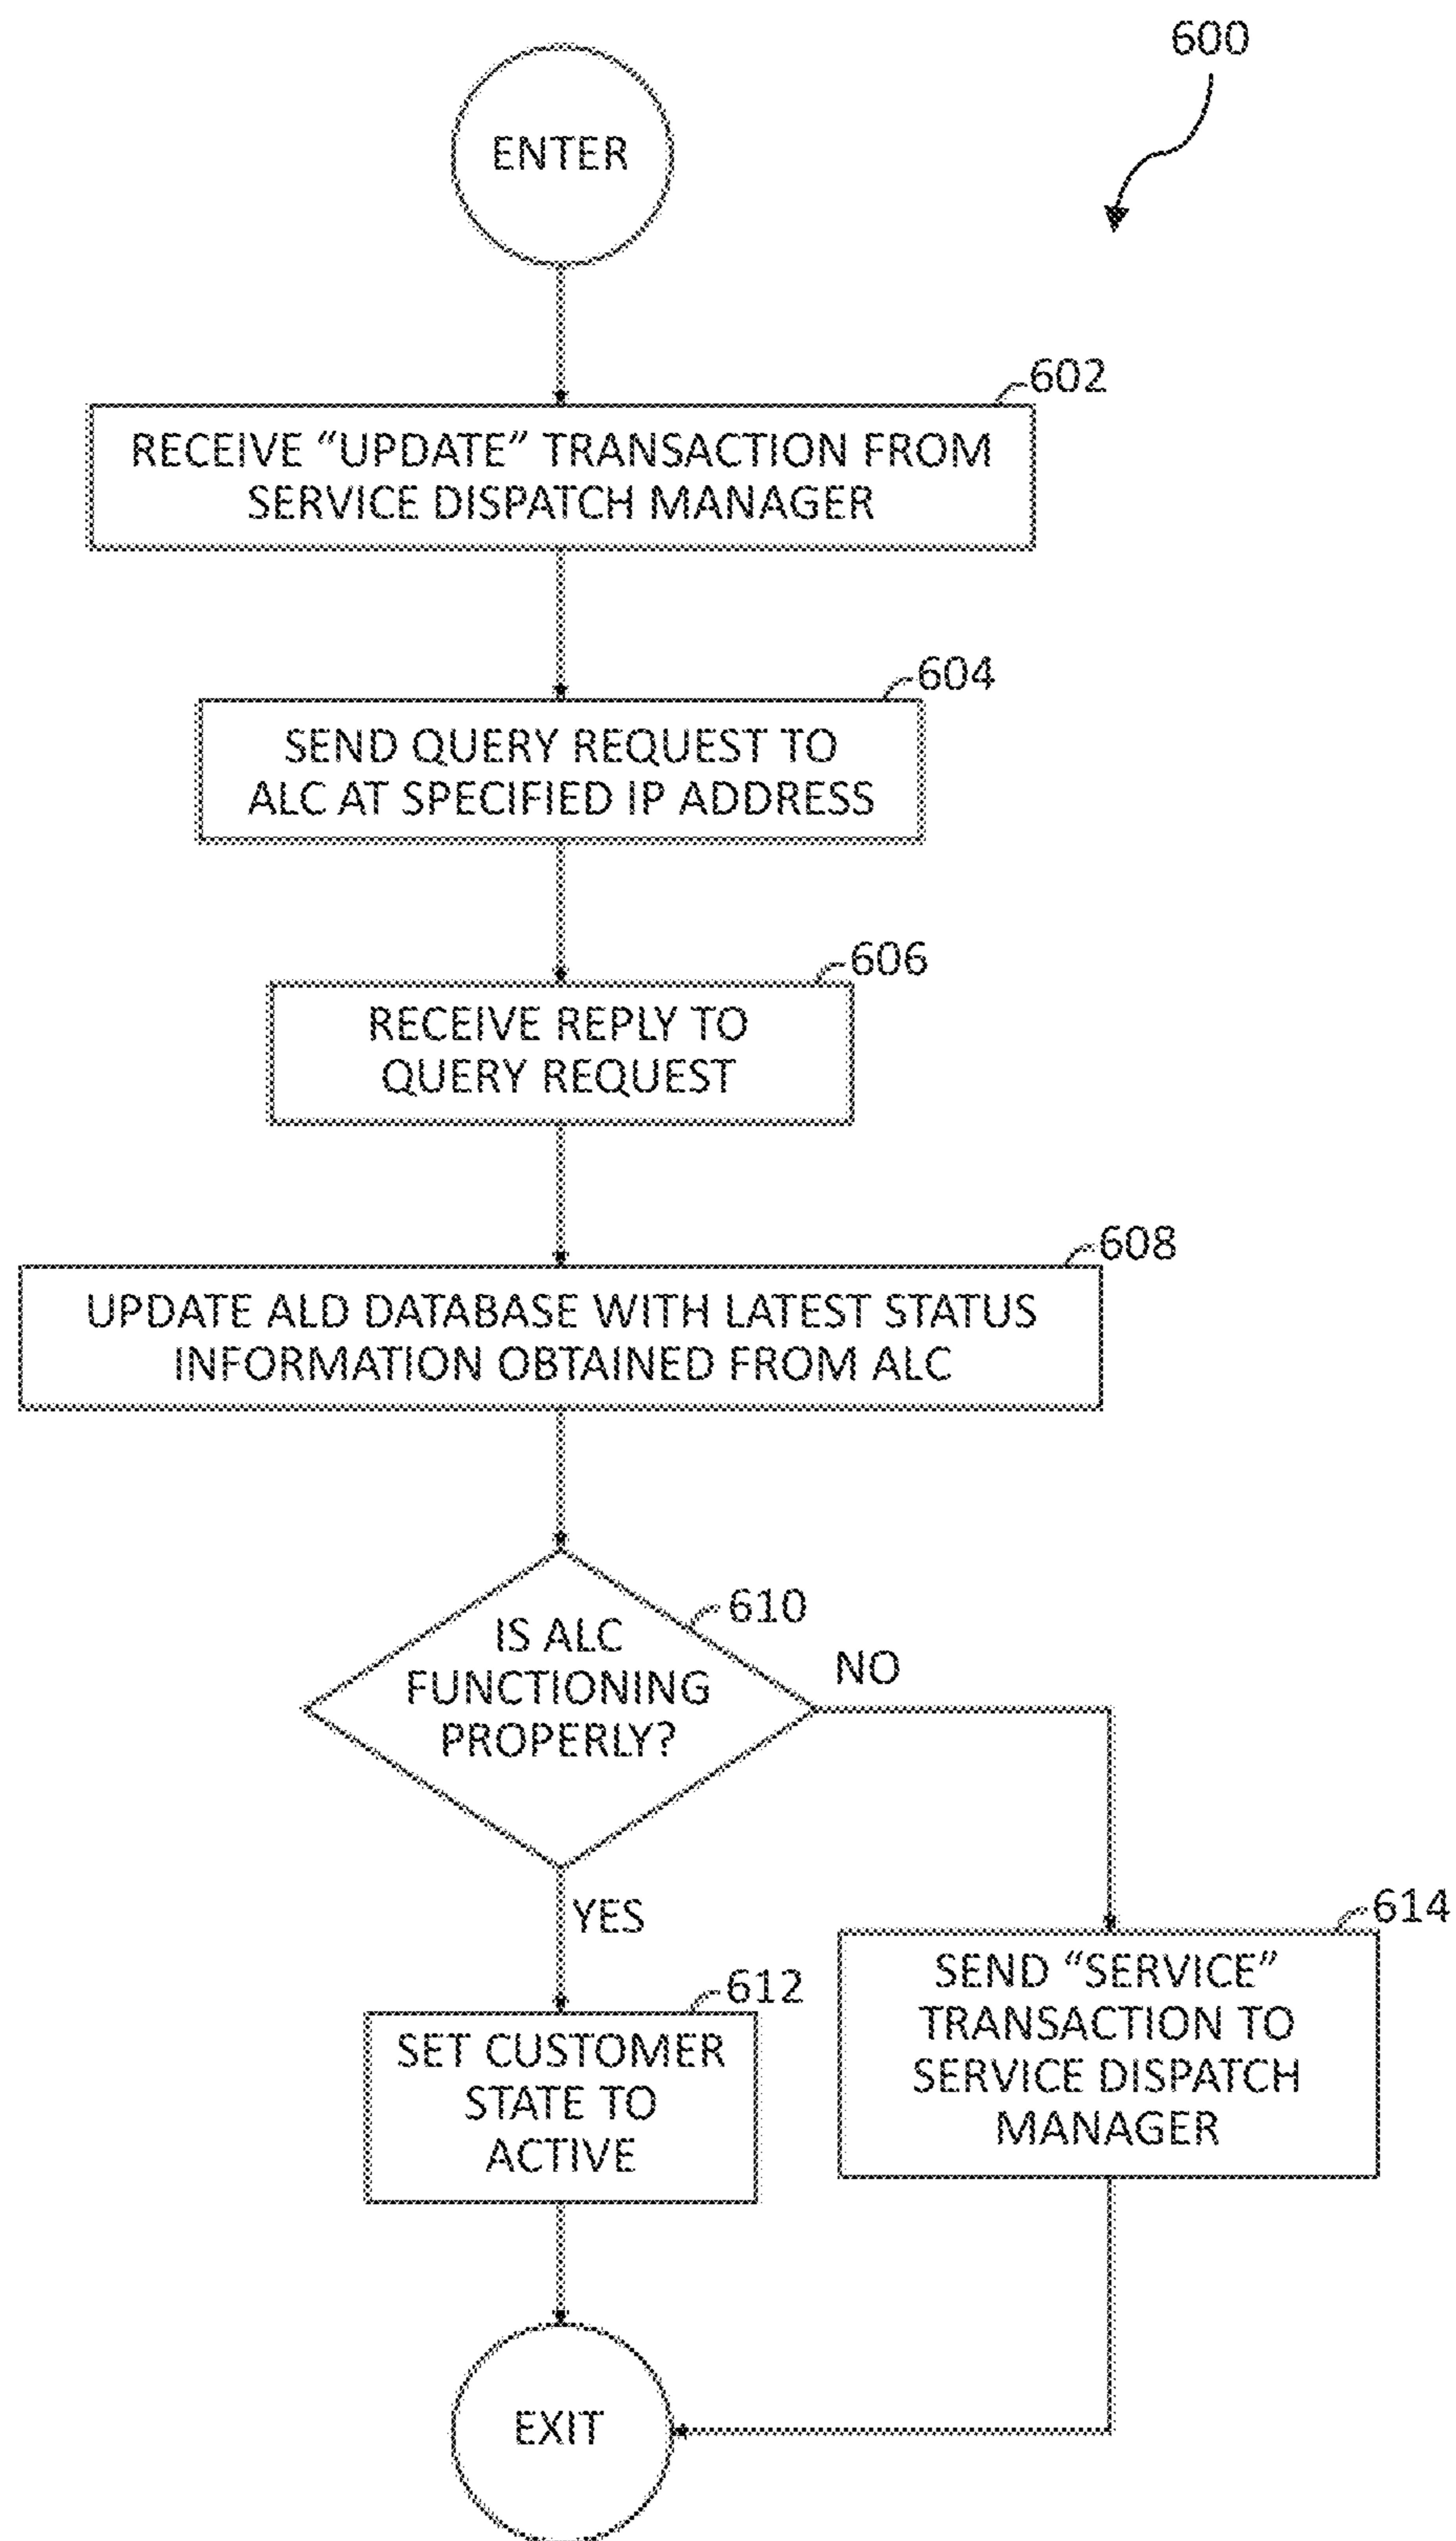 600
ENTER
602
RECEIVE “UPDATE” TRANSACTION FROM
SERVICE DISPATCH MANAGER
604
SEND QUERY REQUEST TO
ALC AT SPECIFIED IP ADDRESS
606
RECEIVE REPLY TO
QUERY REQUEST
608
UPDATE ALD DATABASE WITH LATEST STATUS
INFORMATION OBTAINED FROM ALC
610
IS ALC
FUNCTIONING
PROPERLY?
NO
YES
612
SET CUSTOMER
STATE TO
ACTIVE
614
SEND “SERVICE”
TRANSACTION TO
SERVICE DISPATCH
MANAGER
EXIT